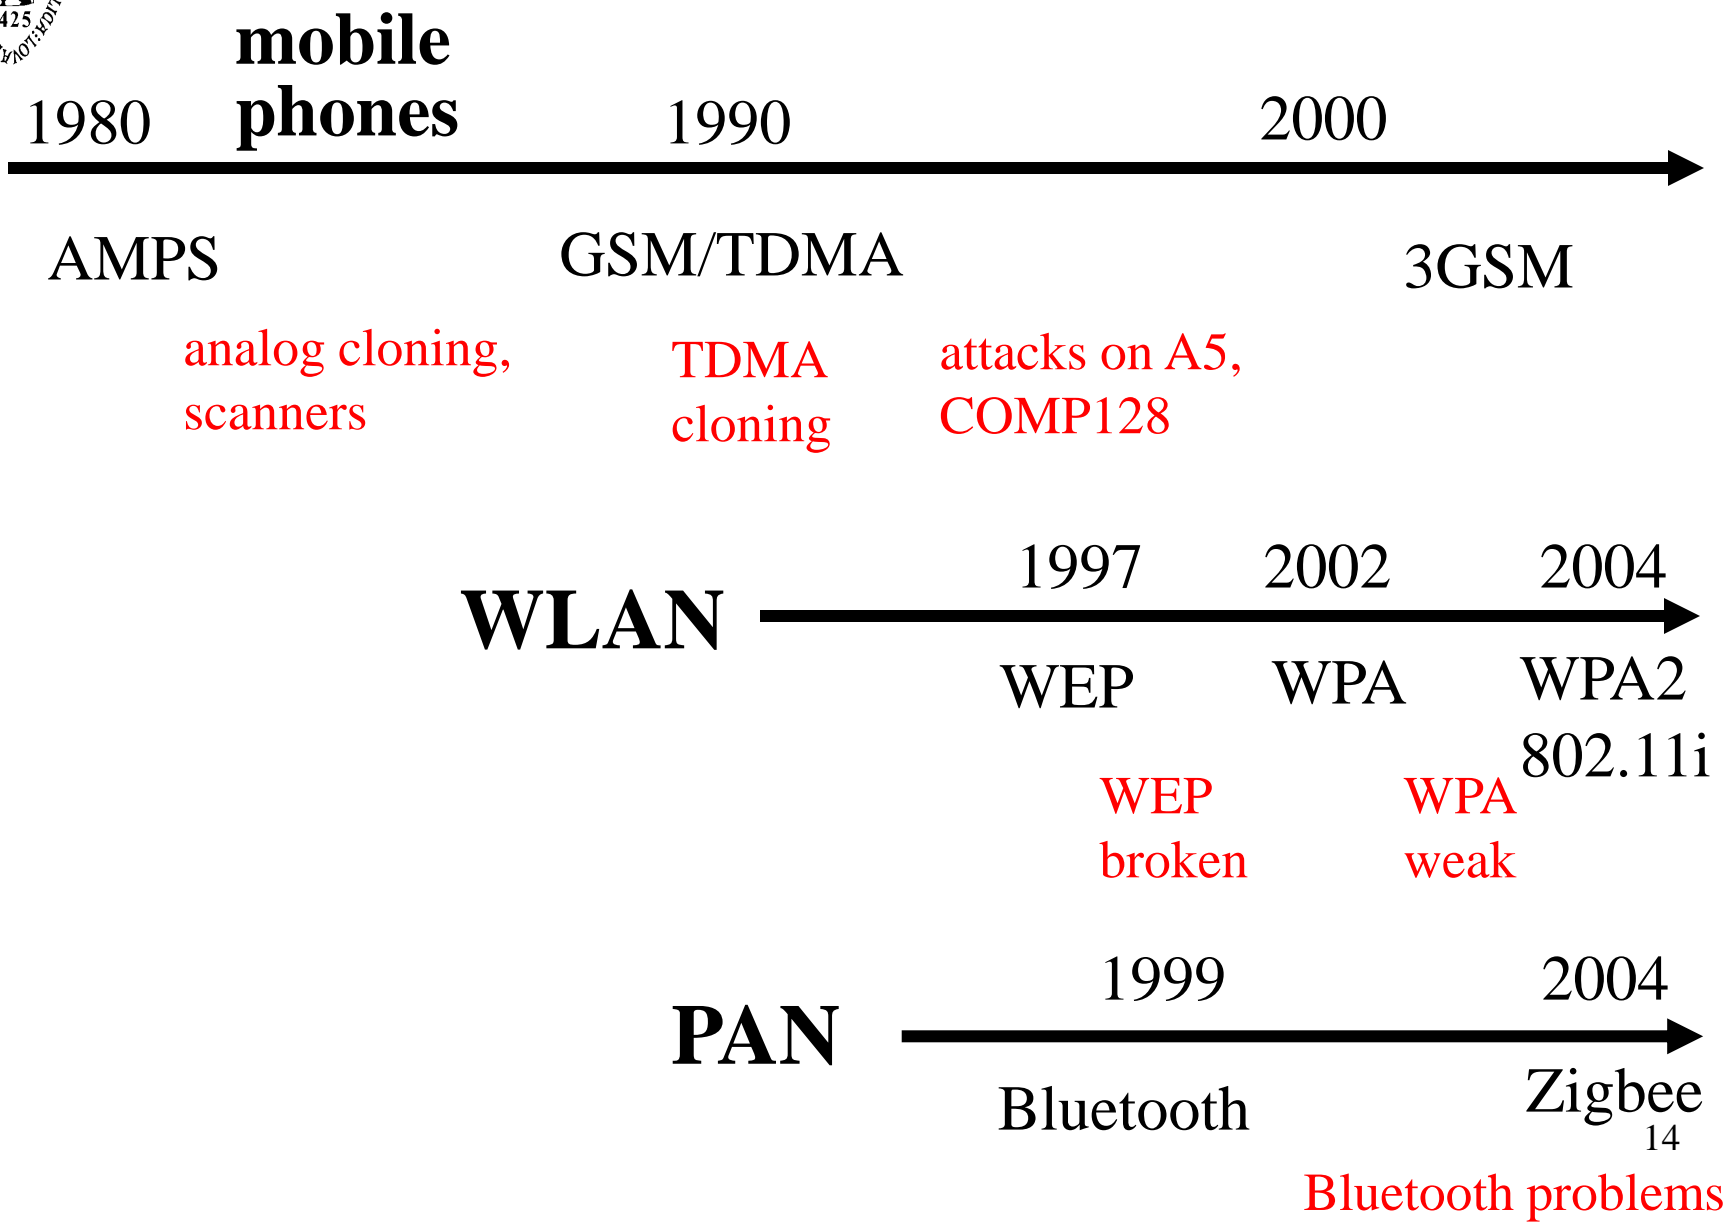 425
mobile
phones
1980
1990
2000
AMPS
GSM/TDMA
3GSM
analog cloning,
scanners
TDMA
cloning
attacks on A5,
COMP128
WLAN
1997
2002
2004
WEP
WPA
WPA2
802.11i
WEP
broken
WPA
weak
PAN
1999
2004
Bluetooth
Zigbee
14
Bluetooth problems